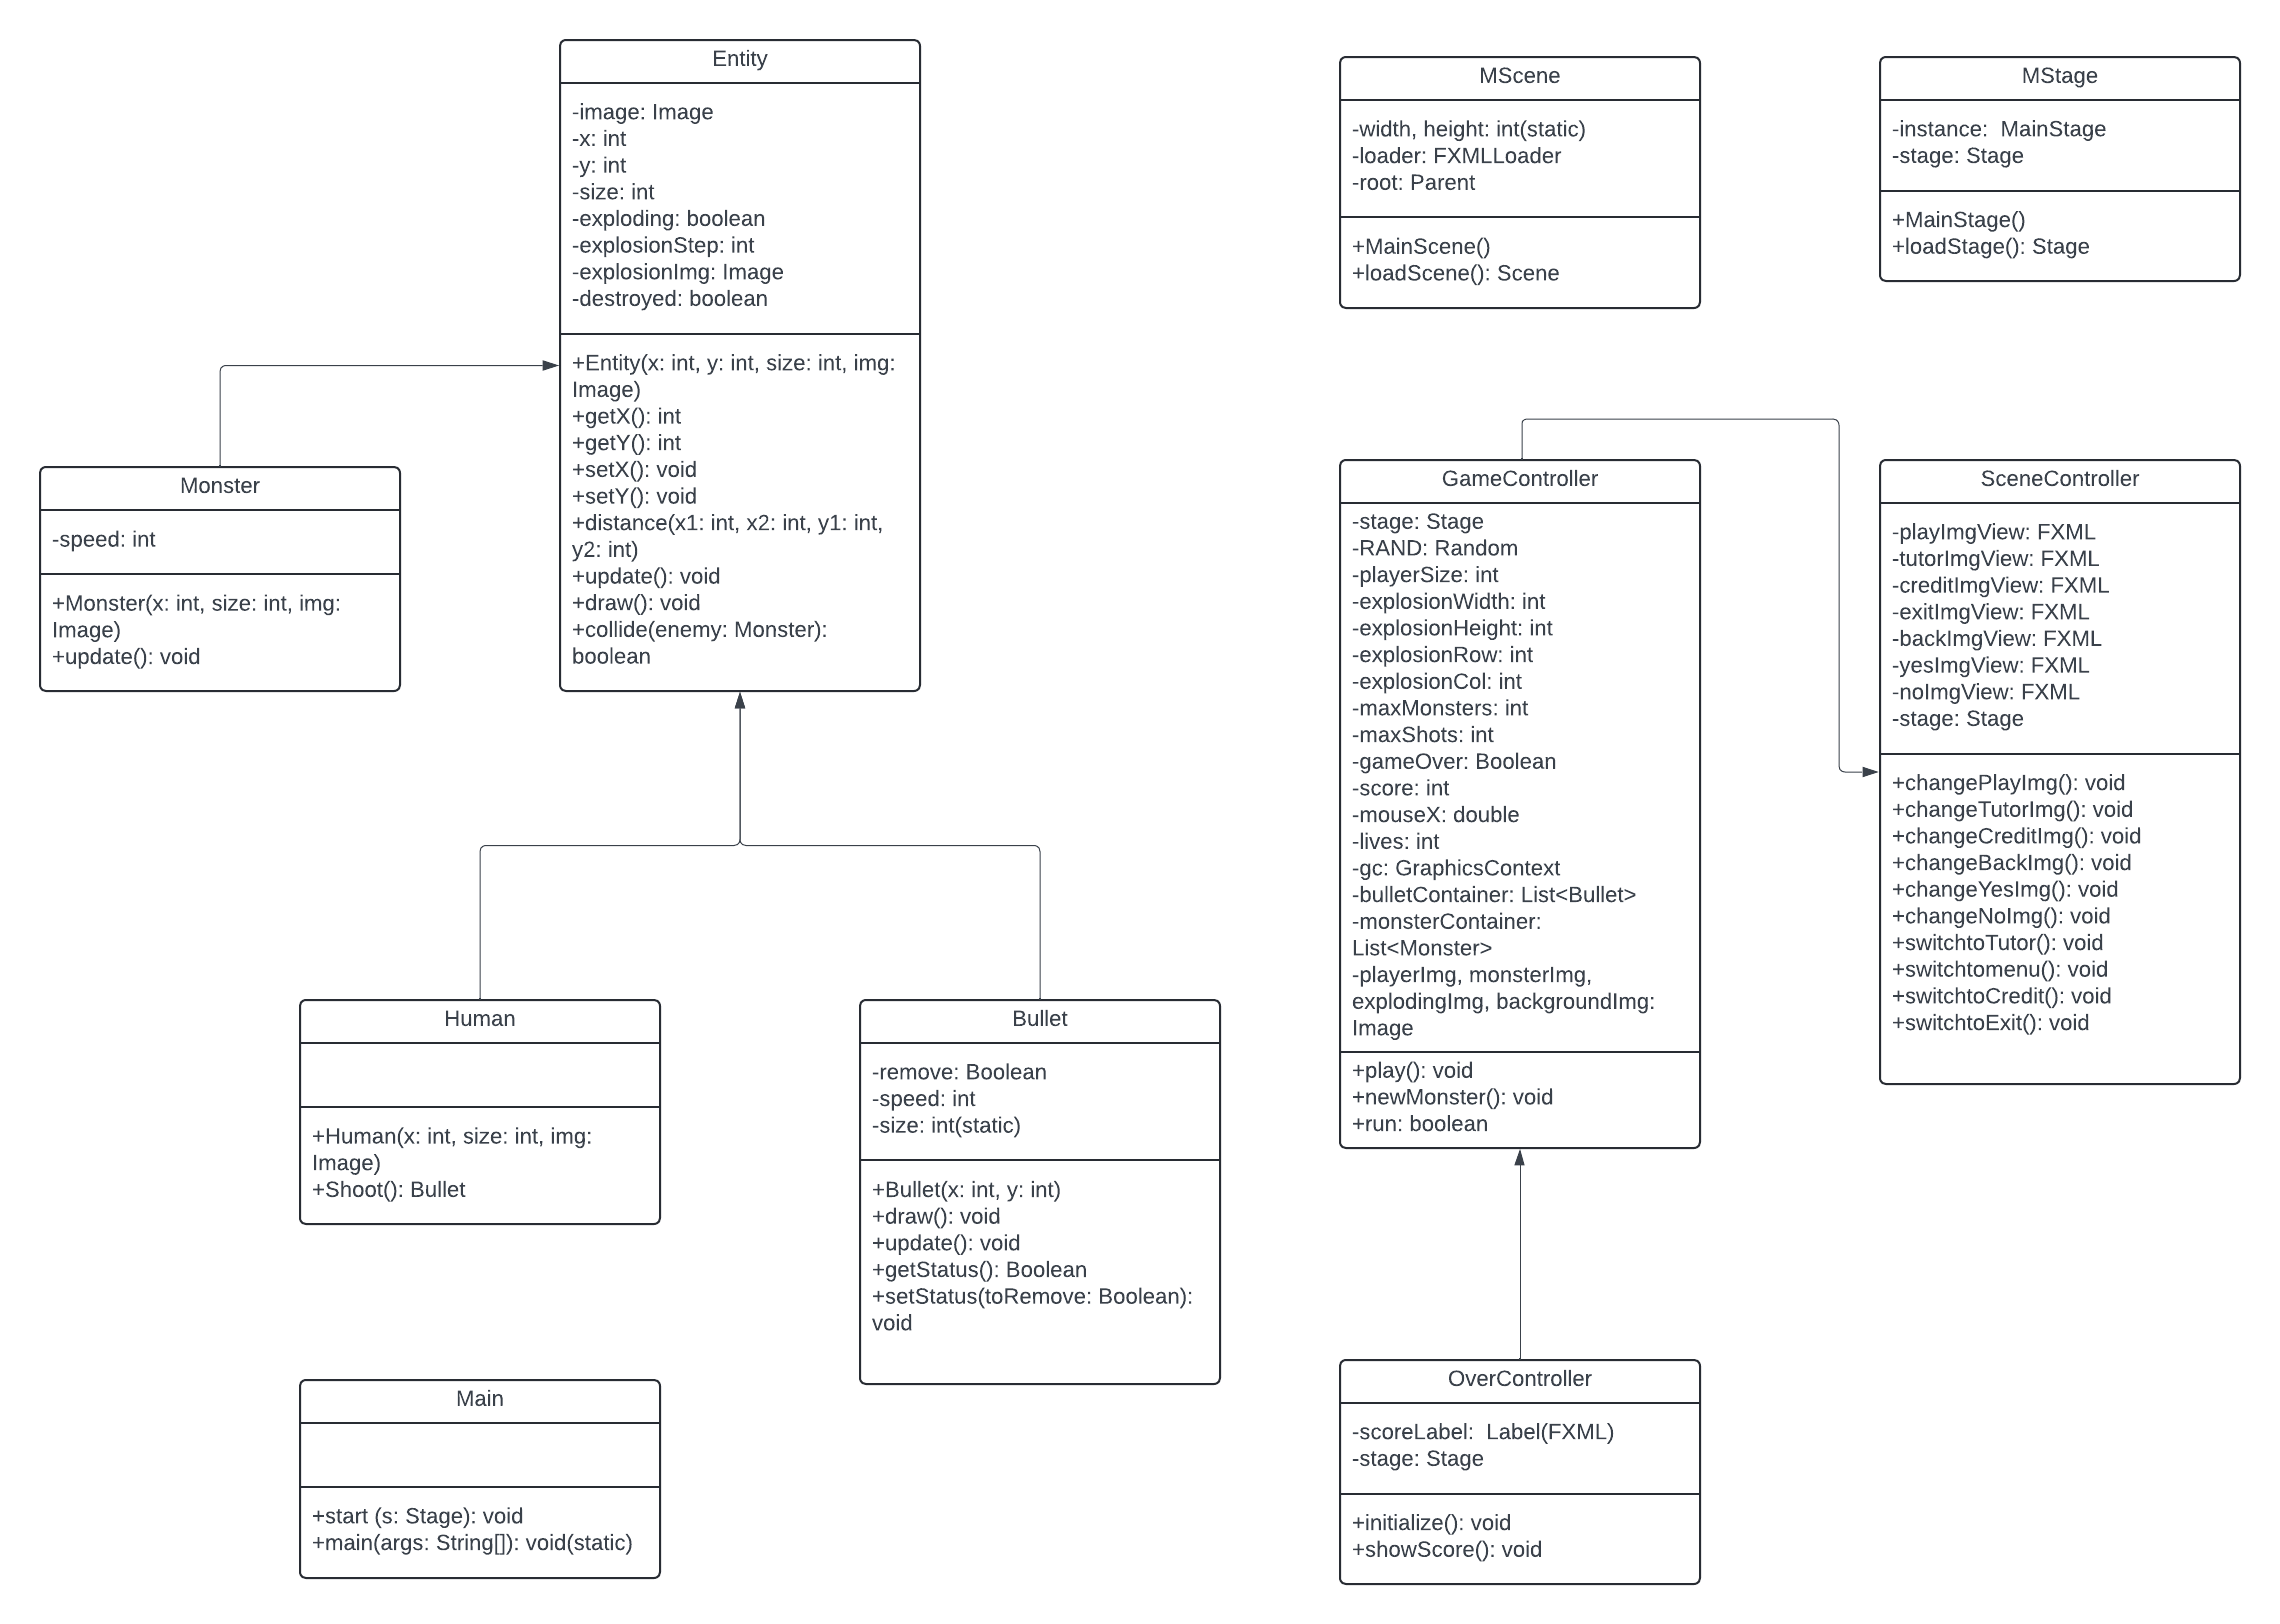 Entity
-image: Image
-x: int
-y: int
-size: int
-exploding: boolean
-explosionStep: int
-explosionImg: Image
-destroyed: boolean
+Entity(x: int, y: int, size: int, img:
Image)
+getX(): int
+getY(): int
+setX(): void
+setY(): void
+distance(x1: int, x2: int, y1: int,
y2: int)
+update(): void
+draw(): void
+collide(enemy: Monster):
boolean
MScene
-width, height: int(static)
-loader: FXMLLoader
-root: Parent
+MainScene()
+loadScene(): Scene
MStage
-instance:  MainStage
-stage: Stage
+MainStage()
+loadStage(): Stage
Monster
-speed: int
+Monster(x: int, size: int, img:
Image)
+update(): void
GameController
-stage: Stage
-RAND: Random
-playerSize: int
-explosionWidth: int
-explosionHeight: int
-explosionRow: int
-explosionCol: int
-maxMonsters: int
-maxShots: int
-gameOver: Boolean
-score: int
-mouseX: double
-lives: int
-gc: GraphicsContext
-bulletContainer: List<Bullet>
-monsterContainer:
List<Monster>
-playerImg, monsterImg,
explodingImg, backgroundImg:
Image
+play(): void
+newMonster(): void
+run: boolean
SceneController
-playImgView: FXML
-tutorImgView: FXML
-creditImgView: FXML
-exitImgView: FXML
-backImgView: FXML
-yesImgView: FXML
-noImgView: FXML
-stage: Stage
+changePlayImg(): void
+changeTutorImg(): void
+changeCreditImg(): void
+changeBackImg(): void
+changeYesImg(): void
+changeNoImg(): void
+switchtoTutor(): void
+switchtomenu(): void
+switchtoCredit(): void
+switchtoExit(): void
Human
+Human(x: int, size: int, img:
Image)
+Shoot(): Bullet
Bullet
-remove: Boolean
-speed: int
-size: int(static)
+Bullet(x: int, y: int)
+draw(): void
+update(): void
+getStatus(): Boolean
+setStatus(toRemove: Boolean):
void
Main
+start (s: Stage): void
+main(args: String[]): void(static)
OverController
-scoreLabel:  Label(FXML)
-stage: Stage
+initialize(): void
+showScore(): void